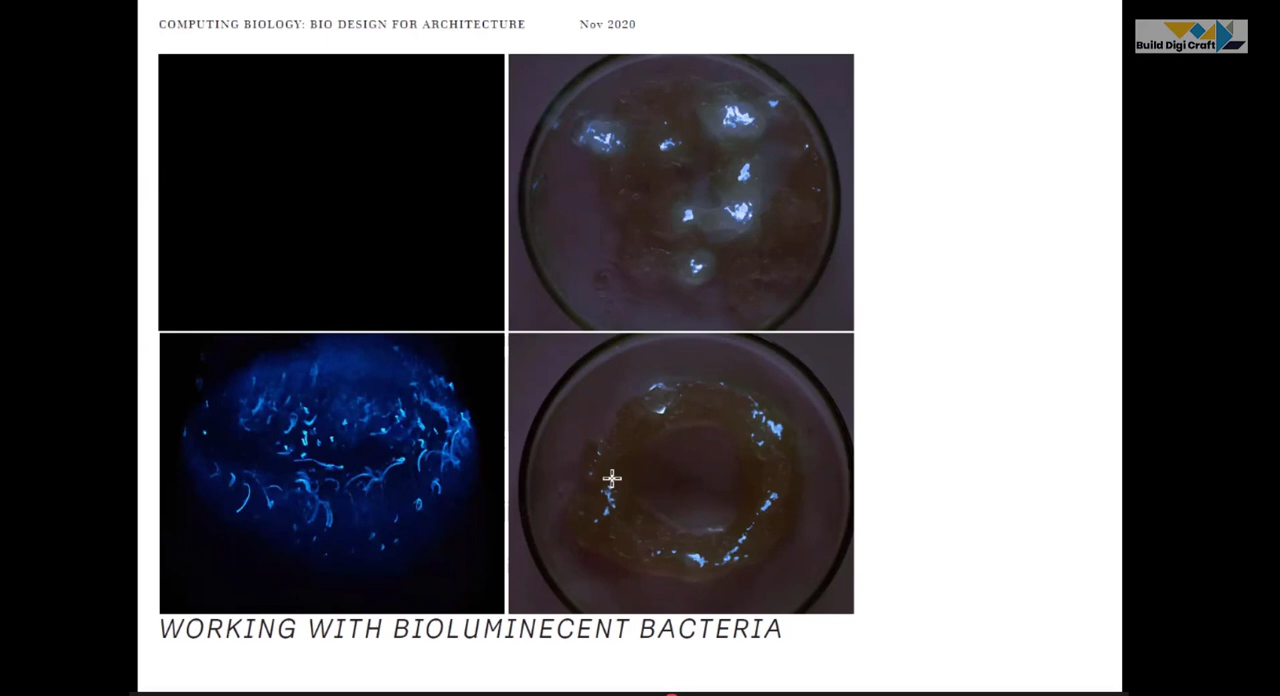 COMPUTING BIOLOGY: BIO DESIGN FOR ARCHITECTURE Nov 2020
Build Digi Craft
WORKING WITH BIOLUMINECENT BACTERIA